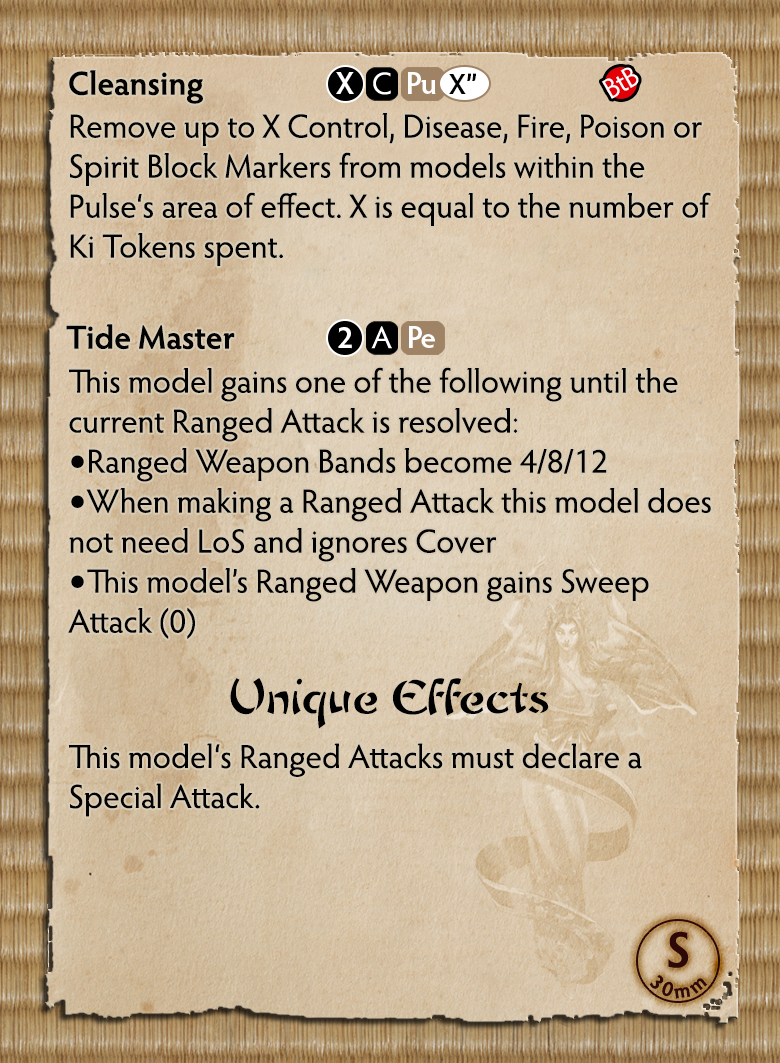 Cleansing X C Pu X” BtB
Remove up to X Control, Disease, Fire, Poison or
Spirit Block Markers from models within the
Pulse‘s area of effect. X is equal to the number of
Ki Tokens spent.
Tide Master 2 A Pe
This model gains one of the following until the
current Ranged Attack is resolved:
•Ranged Weapon Bands become 4/8/12
•When making a Ranged Attack this model does
not need LoS and ignores Cover
•This model’s Ranged Weapon gains Sweep
Attack (0)
Unique Effects
This model‘s Ranged Attacks must declare a
Special Attack.
S
30mm